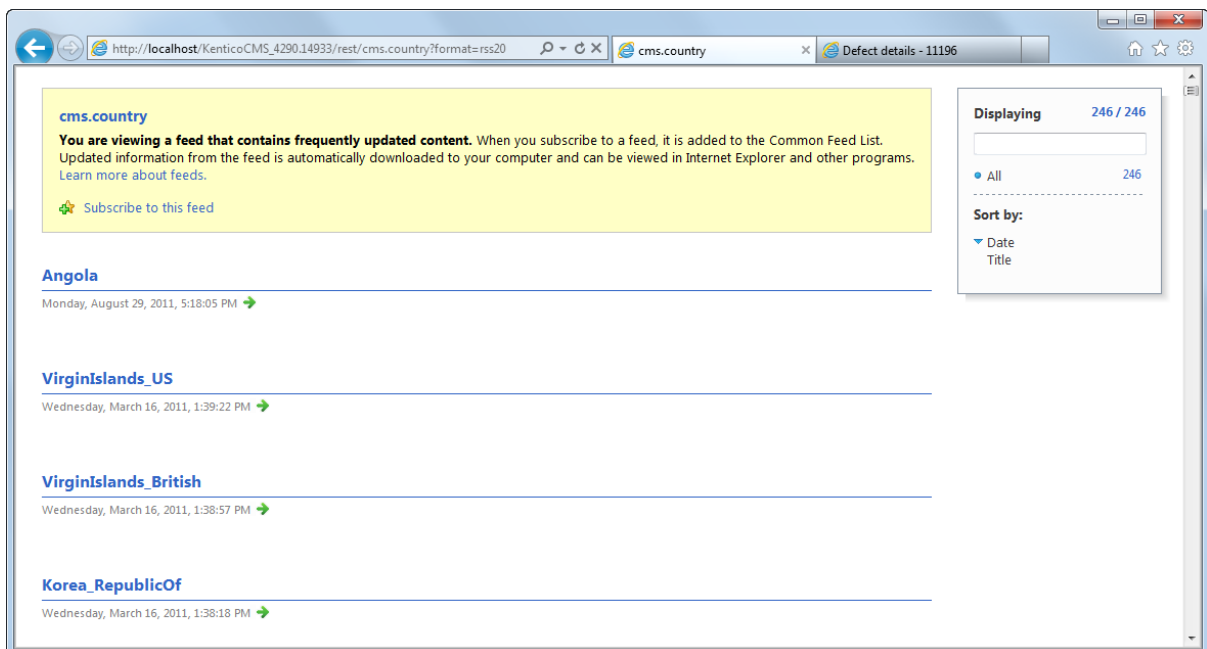 http://localhost/KenticoCMS_4290.14933/rest/cms.country?format=rss20
cms.country
Defect details - 11196
cms.country
You are viewing a feed that contains frequently updated content. When you subscribe to a feed, it is added to the Common Feed List.
Updated information from the feed is automatically downloaded to your computer and can be viewed in Internet Explorer and other programs.
Learn more about feeds.
Subscribe to this feed
Displaying 246 / 246
All 246
Sort by:
Date
Title
Angola
Monday, August 29, 2011, 5:18:05 PM
VirginIslands_US
Wednesday, March 16, 2011, 1:39:22 PM
VirginIslands_British
Wednesday, March 16, 2011, 1:38:57 PM
Korea_RepublicOf
Wednesday, March 16, 2011, 1:38:18 PM